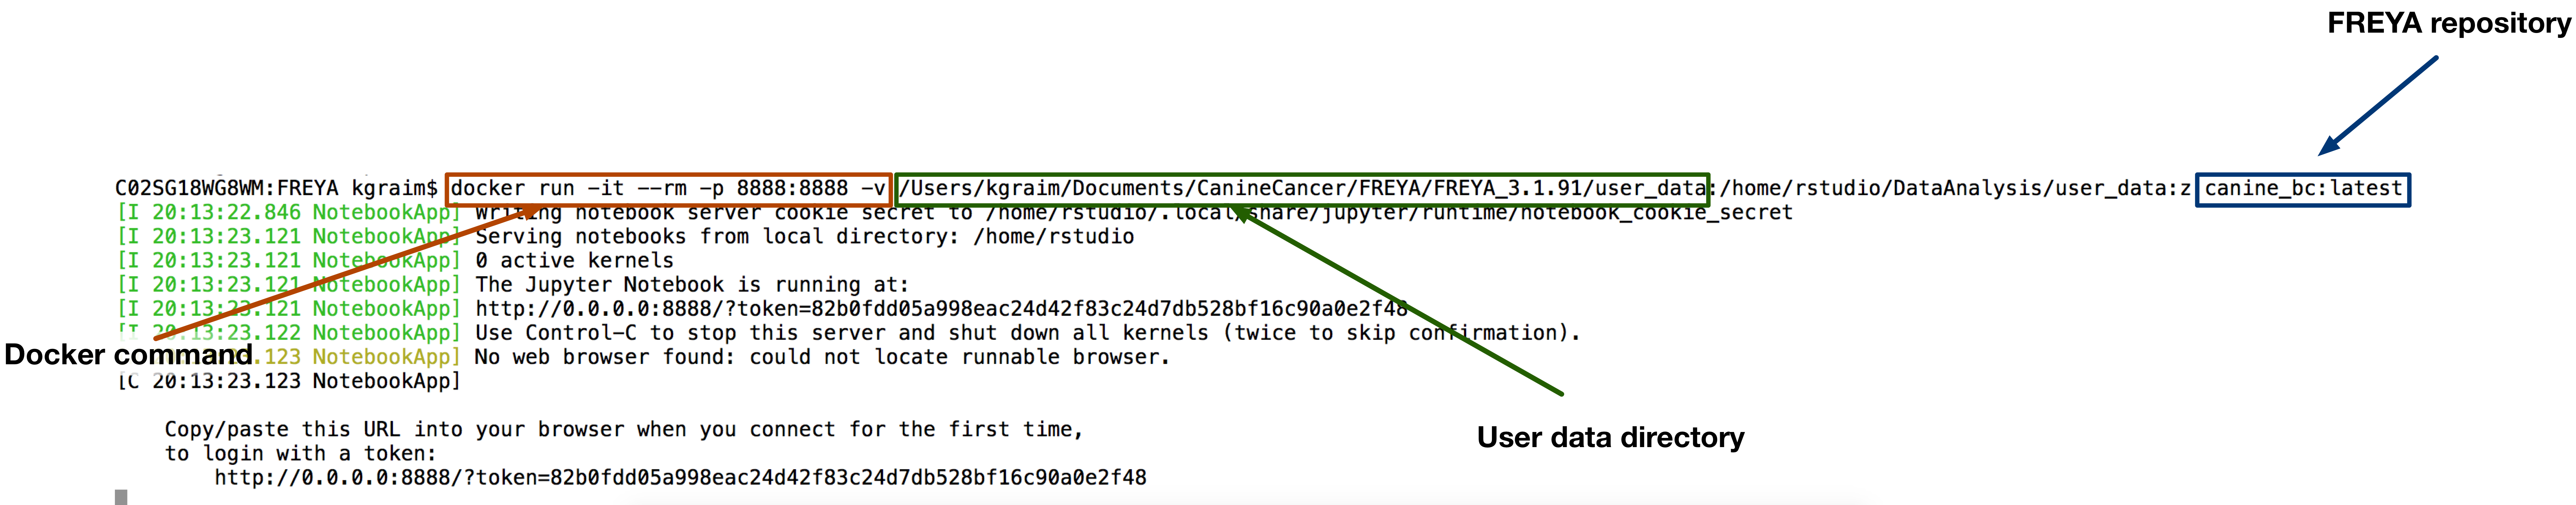 FREYA repository
C02SG18WG8WM:FREYA kgraim$ docker run -it --rm -p 8888:8888 -v /Users/kgraim/Documents/CanineCancer/FREYA/FREYA_3.1.91/user_data:/home/rstudio/DataAnalysis/user_data:z canine_bc:latest
[I 20:13:22.846 NotebookApp] Writing notebook server cookie secret to /home/rstudio/.local/share/jupyter/runtime/notebook_cookie_secret
[I 20:13:23.121 NotebookApp] Serving notebooks from local directory: /home/rstudio
[I 20:13:23.121 NotebookApp] 0 active kernels
[I 20:13:23.121 NotebookApp] The Jupyter Notebook is running at:
[I 20:13:23.121 NotebookApp] http://0.0.0.0:8888/?token=82b0fdd05a998eac24d42f83c24d7db528bf16c90a0e2f48
[I 20:13:23.122 NotebookApp] Use Control-C to stop this server and shut down all kernels (twice to skip confirmation).
Docker command
.123 NotebookApp] No web browser found: could not locate runnable browser.
[C 20:13:23.123 NotebookApp]
Copy/paste this URL into your browser when you connect for the first time,
to login with a token:
http://0.0.0.0:8888/?token=82b0fdd05a998eac24d42f83c24d7db528bf16c90a0e2f48
User data directory